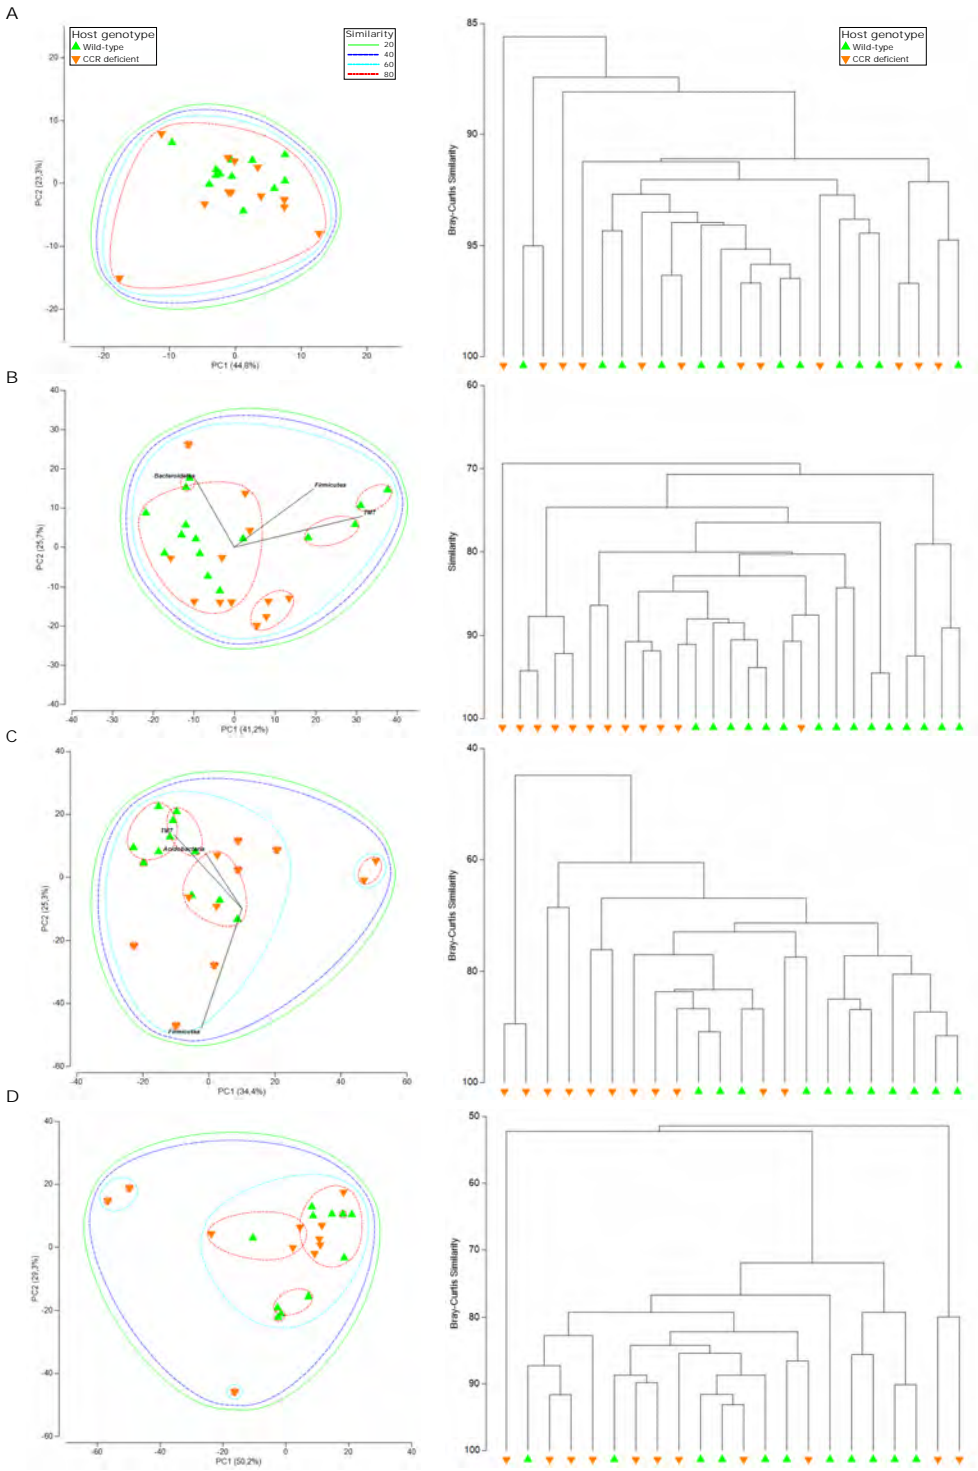 A
Host genotype
Wild-type
CCR deficient
Similarity
20
40
60
80
20
10
0
-10
-20
PC2 (23,3%)
-20
-10
0
10
20
PC1 (44,8%)
Host genotype
Wild-type
CCR deficient
85
90
95
100
Bray-Curtis Similarity
B
40
30
20
10
0
-10
-20
-30
-40
PC2 (25,7%)
Bacteroidetes
Firmicutes
TMT
-40
-30
-20
-10
0
10
20
30
40
PC1 (41,2%)
60
70
80
90
100
Similarity
C
40
20
0
-20
-40
-60
PC2 (25,3%)
TMT
Acidobacteria
Firmicutes
-40
-20
0
20
40
60
PC1 (34,4%)
40
60
80
100
Bray-Curtis Similarity
D
40
20
0
-20
-40
-60
PC2 (29,3%)
-60
-40
-20
0
20
40
PC1 (50,2%)
50
60
70
80
90
100
Bray-Curtis Similarity